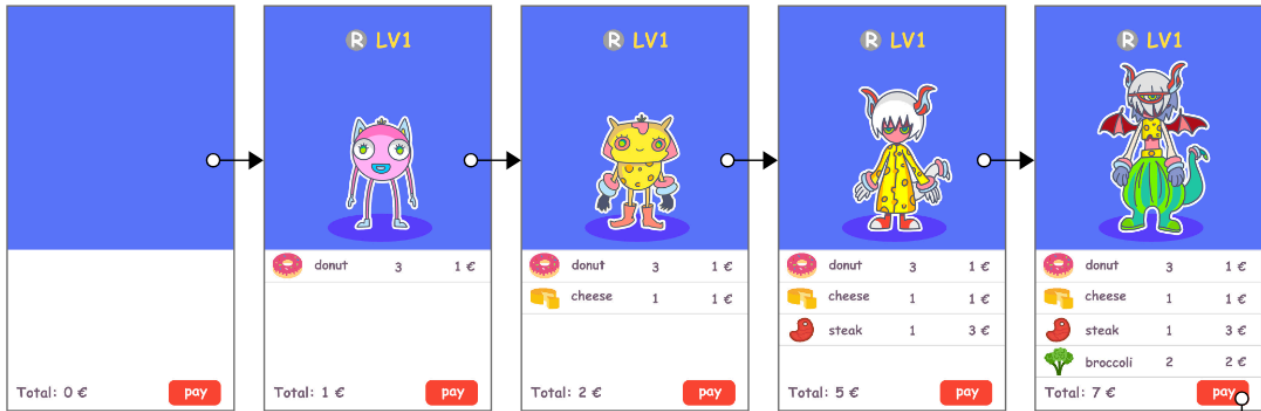 Total: 0 €
pay
R LV1
donut 3 1 €
Total: 1 €
pay
R LV1
donut 3 1 €
cheese 1 1 €
Total: 2 €
pay
R LV1
donut 3 1 €
cheese 1 1 €
steak 1 3 €
Total: 5 €
pay
R LV1
donut 3 1 €
cheese 1 1 €
steak 1 3 €
broccoli 2 2 €
Total: 7 €
pay